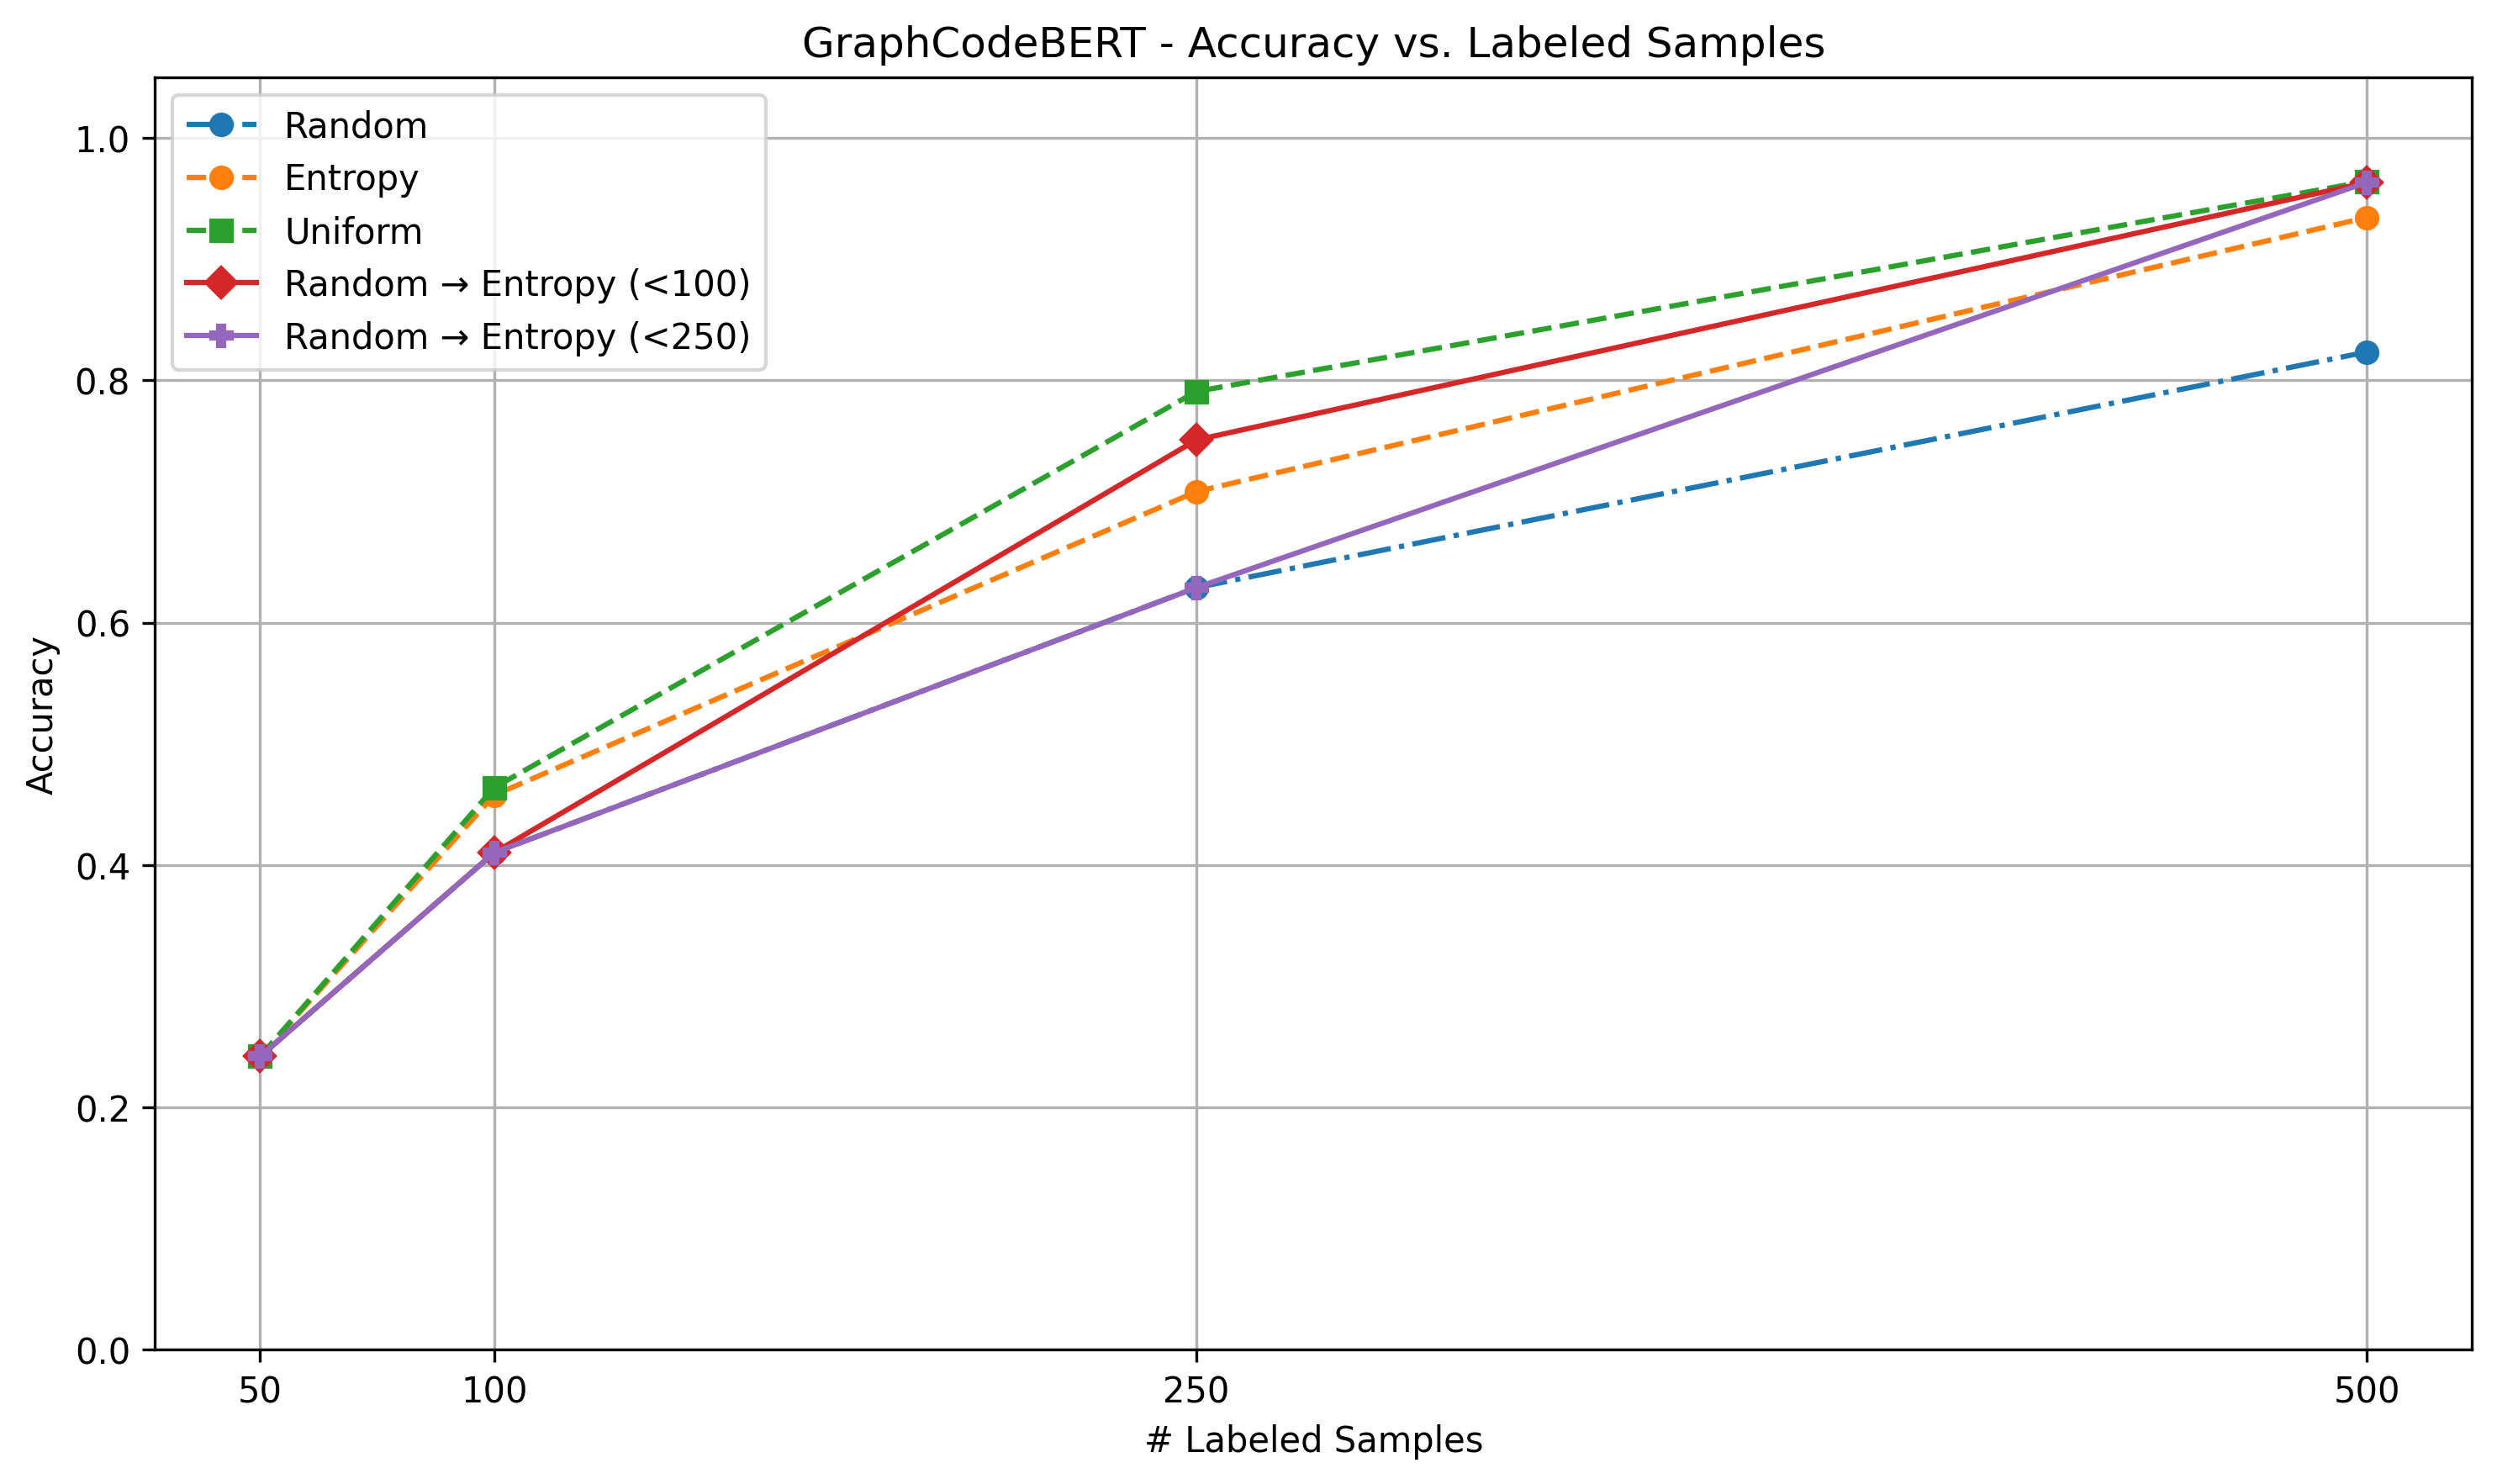 GraphCodeBERT - Accuracy vs. Labeled Samples
Random
Entropy
Uniform
Random → Entropy (<100)
Random → Entropy (<250)
Accuracy
1.0
0.8
0.6
0.4
0.2
0.0
50 100 250 500
# Labeled Samples